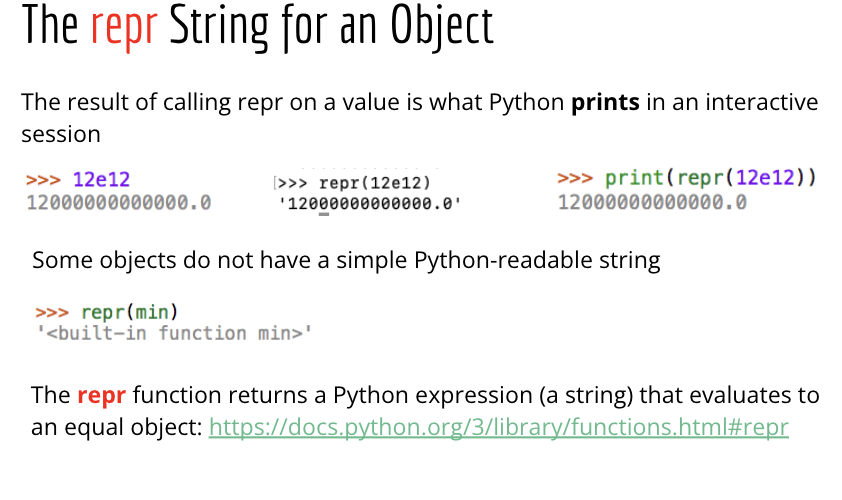 The repr String for an Object
The result of calling repr on a value is what Python prints in an interactive
session
>>> 12e12
12000000000000.0
>>> repr(12e12)
'12000000000000.0'
>>> print(repr(12e12))
12000000000000.0
Some objects do not have a simple Python-readable string
>>> repr(min)
'<built-in function min>'
The repr function returns a Python expression (a string) that evaluates to
an equal object: https://docs.python.org/3/library/functions.html#repr